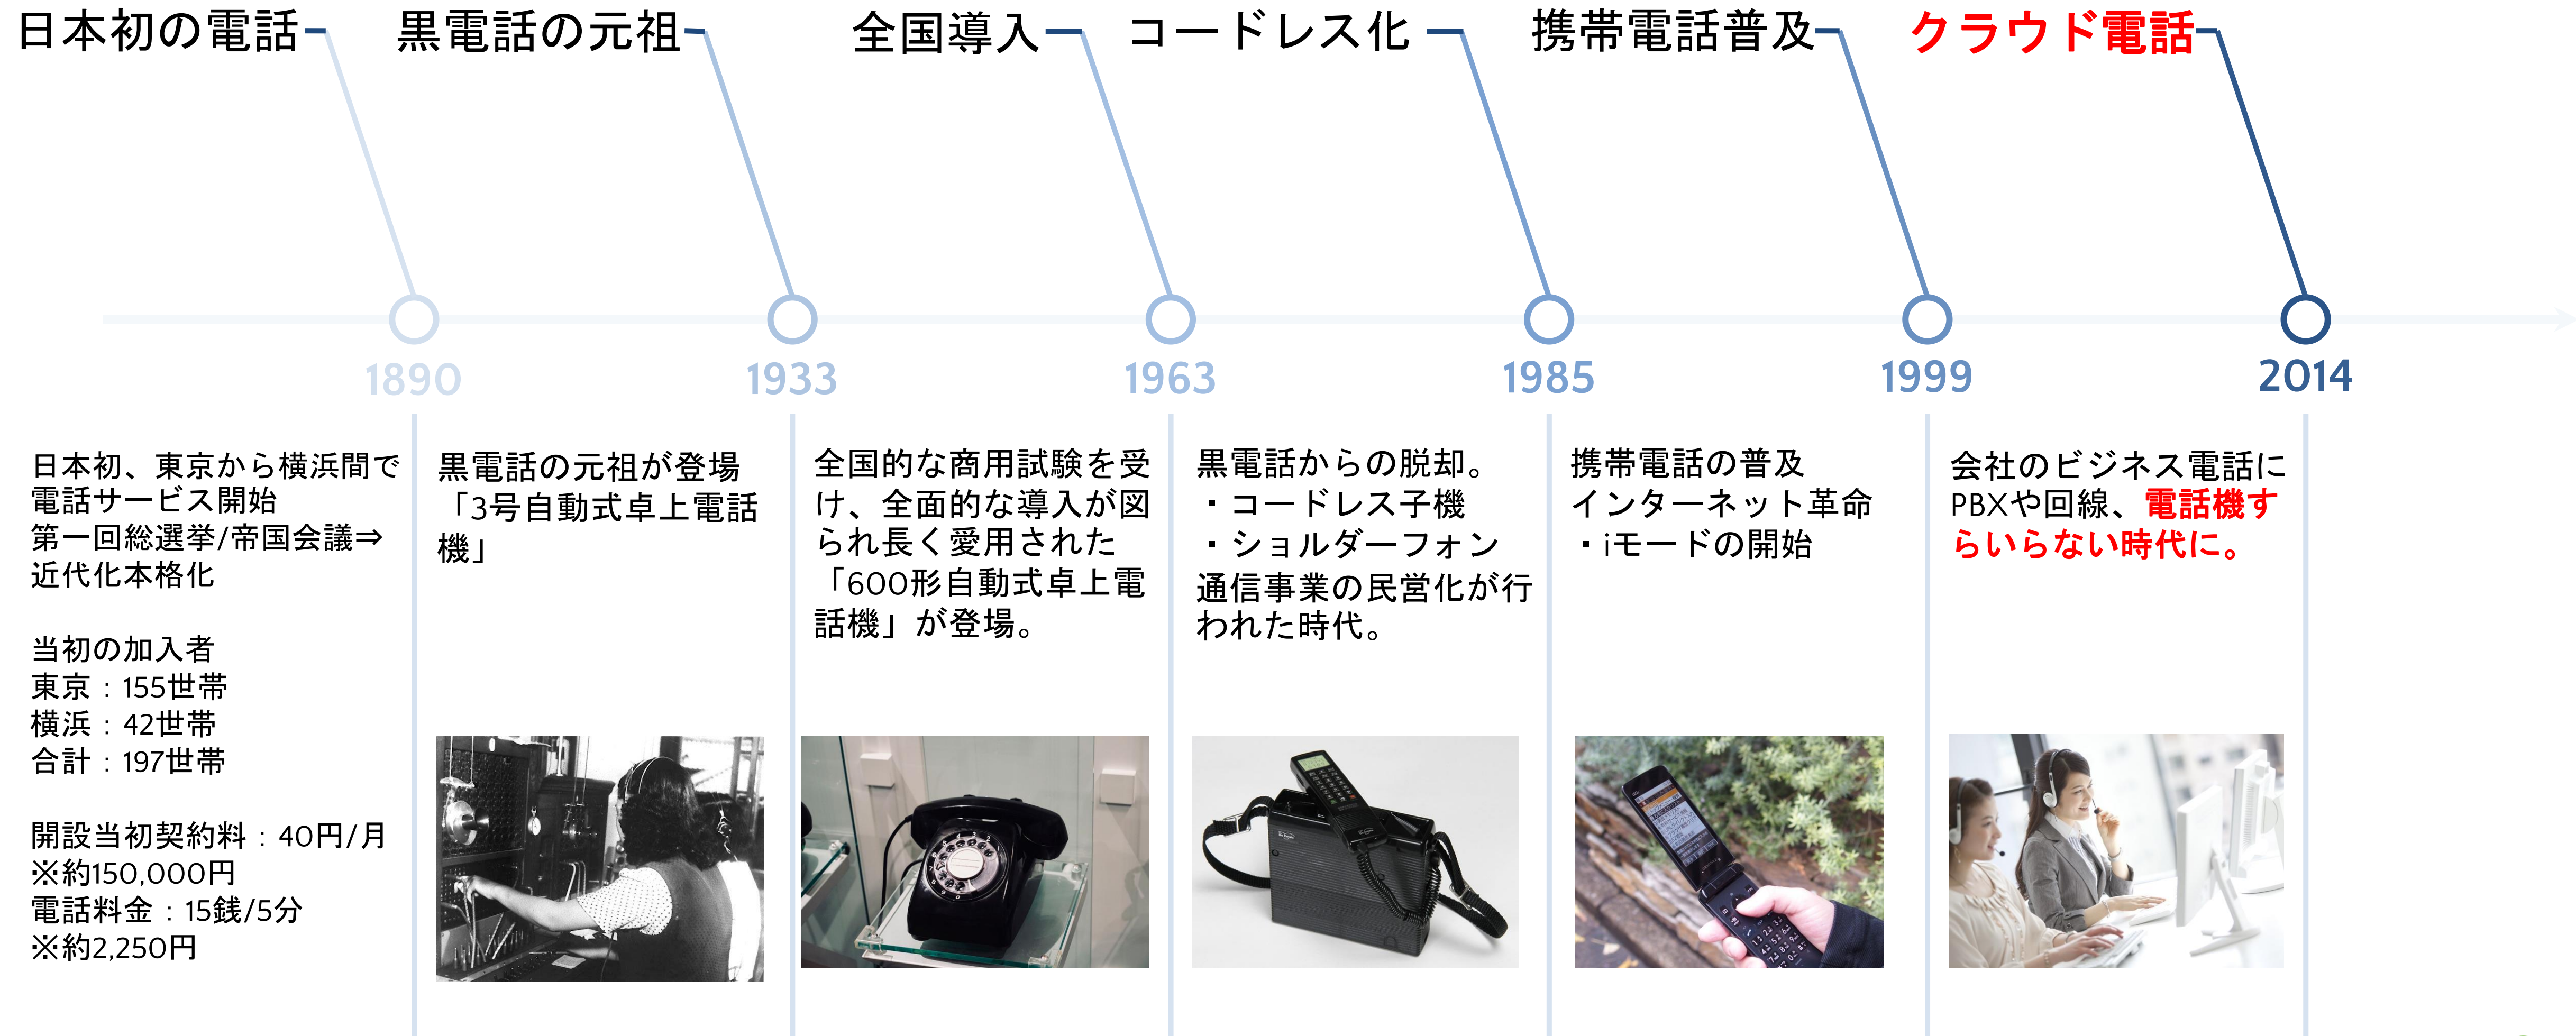 日本初の電話
黒電話の元祖
全国導入
コードレス化
携帯電話普及
クラウド電話
1890
1933
1963
1985
1999
2014
日本初、東京から横浜間で
電話サービス開始
第一回総選挙/帝国会議⇒
近代化本格化
当初の加入者
東京：155世帯
横浜：42世帯
合計：197世帯
開設当初契約料：40円/月
※約150,000円
電話料金：15銭/5分
※約2,250円
黒電話の元祖が登場
「3号自動式卓上電話
機」
全国的な商用試験を受
け、全面的な導入が図
られ長く愛用された
「600形自動式卓上電
話機」が登場。
黒電話からの脱却。
・コードレス子機
・ショルダーフォン
通信事業の民営化が行
われた時代。
携帯電話の普及
インターネット革命
・iモードの開始
会社のビジネス電話に
PBXや回線、電話機す
らいらない時代に。